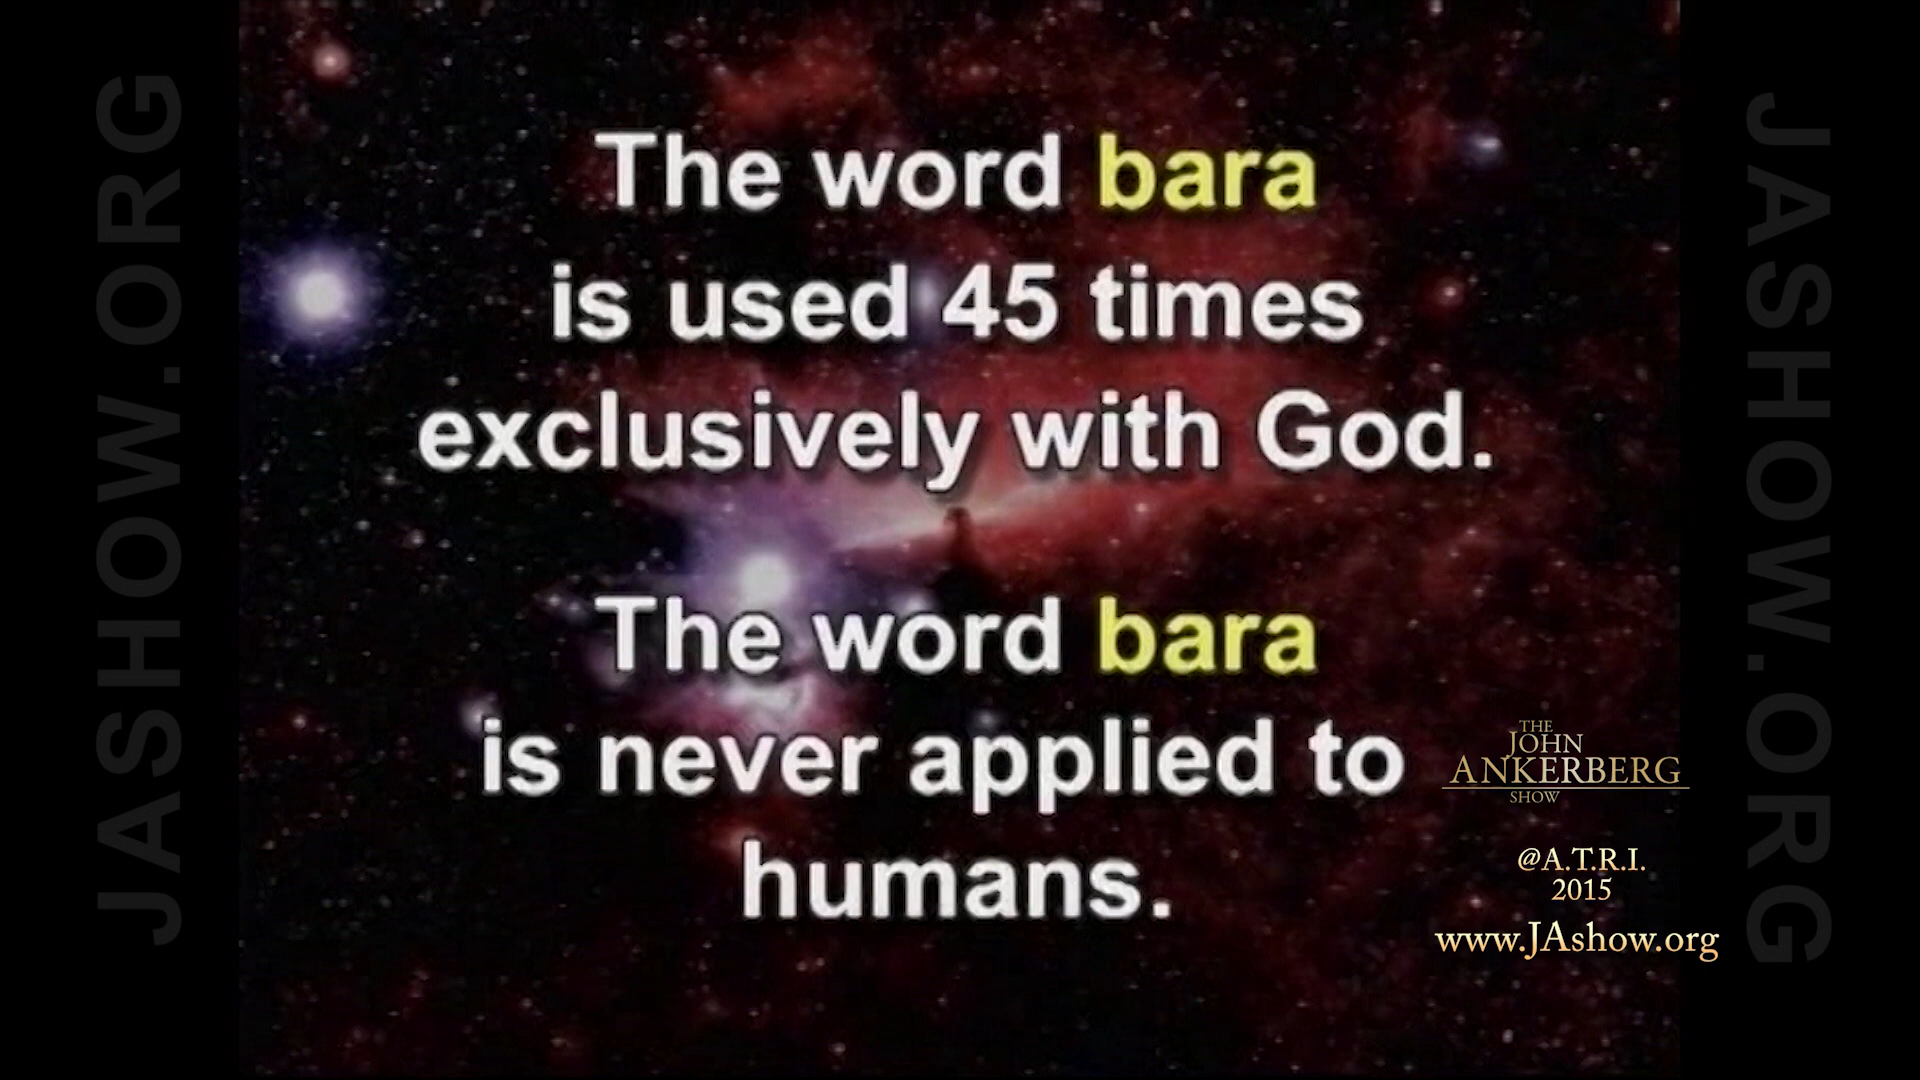 The word bara
is used 45 times
exclusively with God.
The word bara
is never applied to
humans.
THE
JOHN
ANKERBERG
SHOW
@A.T.R.I.
2015
www.JAshow.org
JASHOW.ORG
JASHOW.ORG